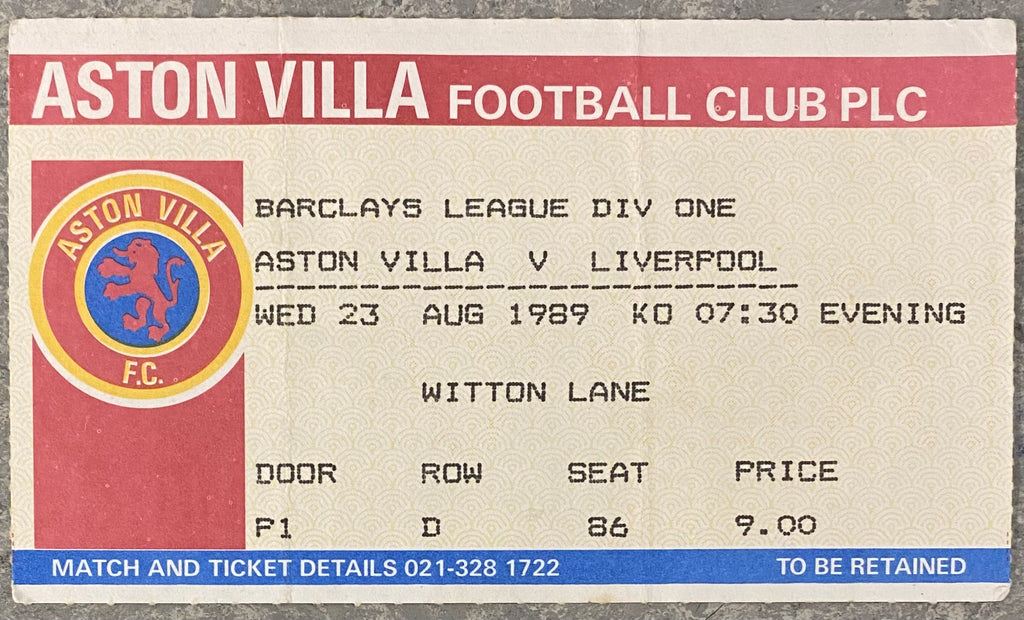 ASTON VILLA FOOTBALL CLUB PLC
ASTON VILLA
F.C.
BARCLAYS LEAGUE DIV ONE
ASTON VILLA V LIVERPOOL
WED 23 AUG 1989 KO 07:30 EVENING
WITTON LANE
DOOR ROW SEAT PRICE
P1 D 86 9.00
MATCH AND TICKET DETAILS 021-328 1722 TO BE RETAINED